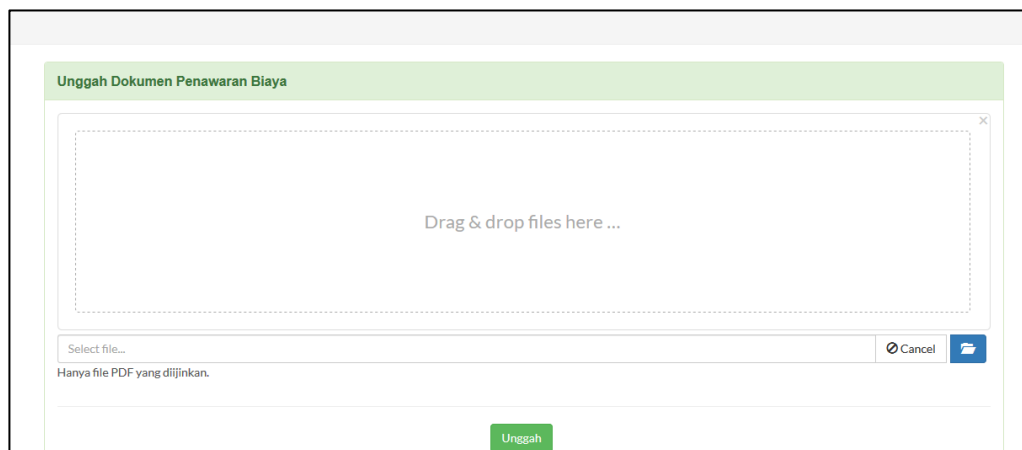 Unggah Dokumen Penawaran Biaya
×
Drag & drop files here ...
Select file...
Cancel
Hanya file PDF yang diijinkan.
Unggah